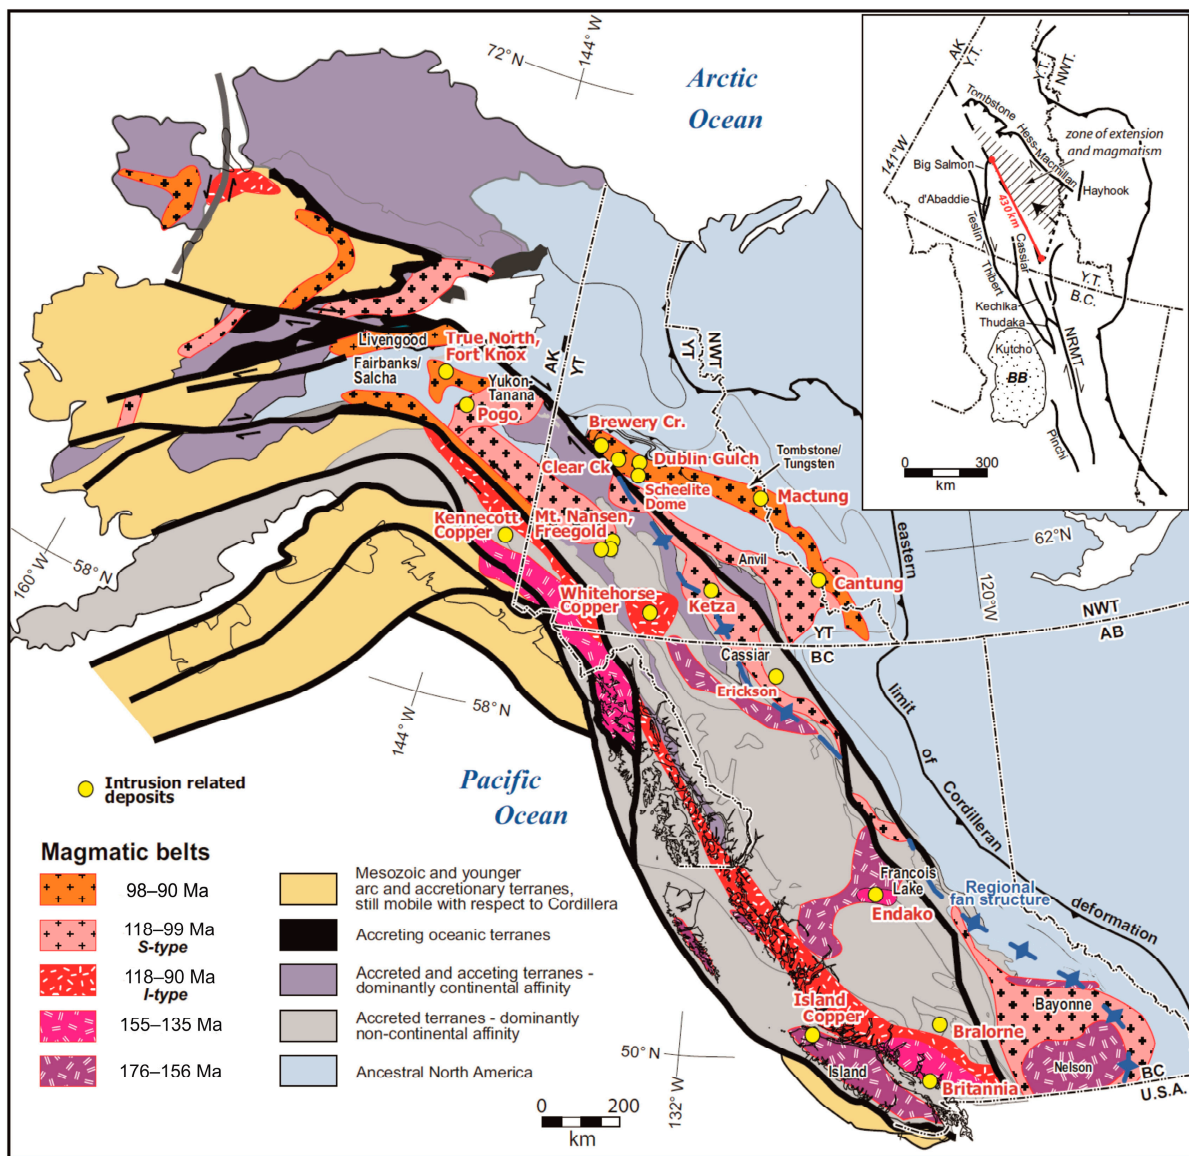 72° N
144° W
Arctic
Ocean
AK
Y.T.
Y.T.
NWT.
Tombstone
Hess-Macmillan
zone of extension
and magmatism
141°W
Big Salmon
Hayhook
d'Abaddie
430 km
Teslin
Cassiar
Thibert
Y.T.
B.C.
Kechika
Thudaka
Kutcho
NRMT
BB
Pinchi
0 300
km
Livengood
True North,
Fort Knox
Fairbanks/
Salcha
Yukon-
Tanana
Pogo
AK
YT
NWT
YT
Brewery Cr.
Clear Ck
Dublin Gulch
Tombstone/
Tungsten
Scheelite
Dome
Mactung
Kennecott
Copper
Mt. Nansen,
Freegold
Anvil
Cantung
Whitehorse
Copper
Ketza
YT
BC
Cassiar
Erickson
160° W
58° N
62° N
120° W
NWT
AB
eastern
limit
of
Cordilleran
deformation
144° W
58° N
Pacific
Ocean
Intrusion related
deposits
Magmatic belts
98–90 Ma
118–99 Ma
S-type
118–90 Ma
I-type
155–135 Ma
176–156 Ma
Mesozoic and younger
arc and accretionary terranes,
still mobile with respect to Cordillera
Accreting oceanic terranes
Accreted and acceting terranes -
dominantly continental affinity
Accreted terranes - dominantly
non-continental affinity
Ancestral North America
Francois
Lake
Endako
Regional
fan structure
Island
Copper
Bralorne
Bayonne
Nelson
Island
Britannia
BC
U.S.A.
50° N
132° W
0 200
km